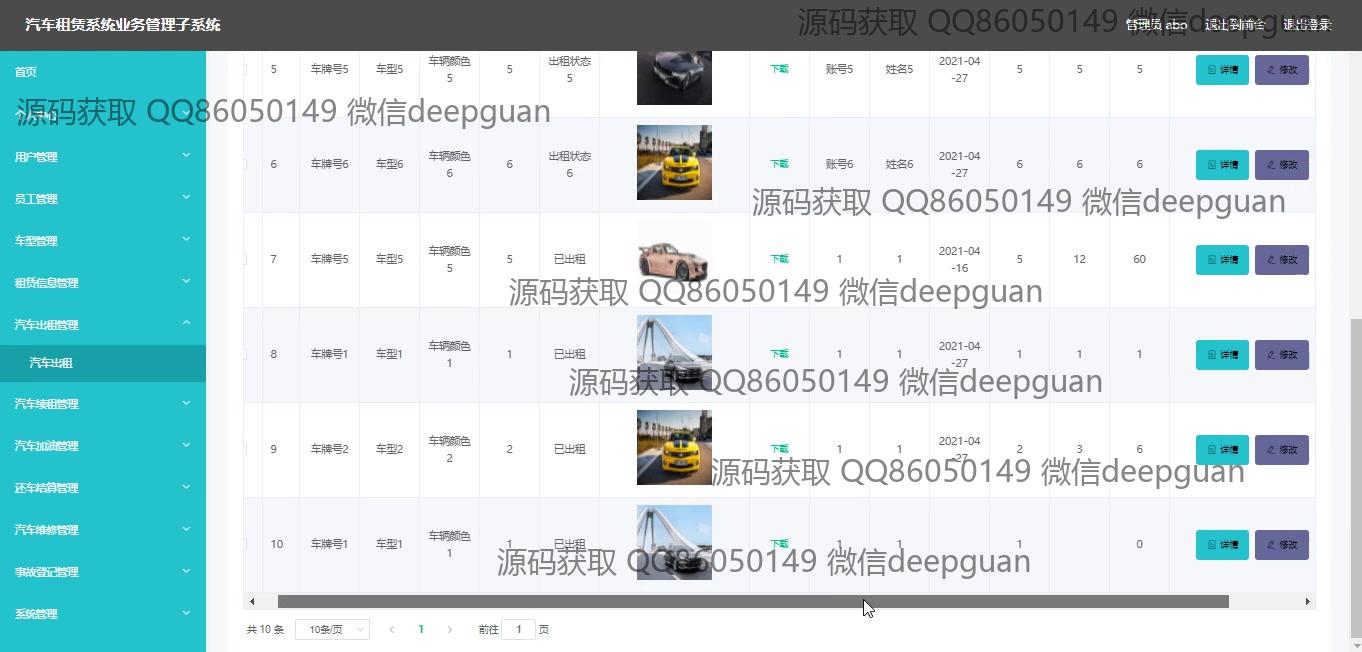 汽车租赁系统业务管理子系统
源码获取 QQ86050149 微信deepguan
管理员 abo 退出到前台 退出登录
首页
个人中心
源码获取 QQ86050149 微信deepguan
用户管理
员工管理
车型管理
租赁信息管理
汽车出租管理
汽车出租
汽车续租管理
汽车加油管理
还车结算管理
汽车维修管理
事故登记管理
系统管理
5 车牌号5 车型5 车辆颜色5 5 出租状态5 下载 账号5 姓名5 2021-04-27 5 5 5 详情 修改
6 车牌号6 车型6 车辆颜色6 6 出租状态6 下载 账号6 姓名6 2021-04-27 6 6 6 详情 修改
源码获取 QQ86050149 微信deepguan
7 车牌号5 车型5 车辆颜色5 5 已出租 下载 1 1 2021-04-16 5 12 60 详情 修改
源码获取 QQ86050149 微信deepguan
8 车牌号1 车型1 车辆颜色1 1 已出租 下载 1 1 2021-04-27 1 1 1 详情 修改
源码获取 QQ86050149 微信deepguan
9 车牌号2 车型2 车辆颜色2 2 已出租 下载 1 1 2021-04-27 2 3 6 详情 修改
源码获取 QQ86050149 微信deepguan
10 车牌号1 车型1 车辆颜色1 1 已出租 下载 1 1 1 0 详情 修改
源码获取 QQ86050149 微信deepguan
共 10 条 10条/页 1 前往 1 页